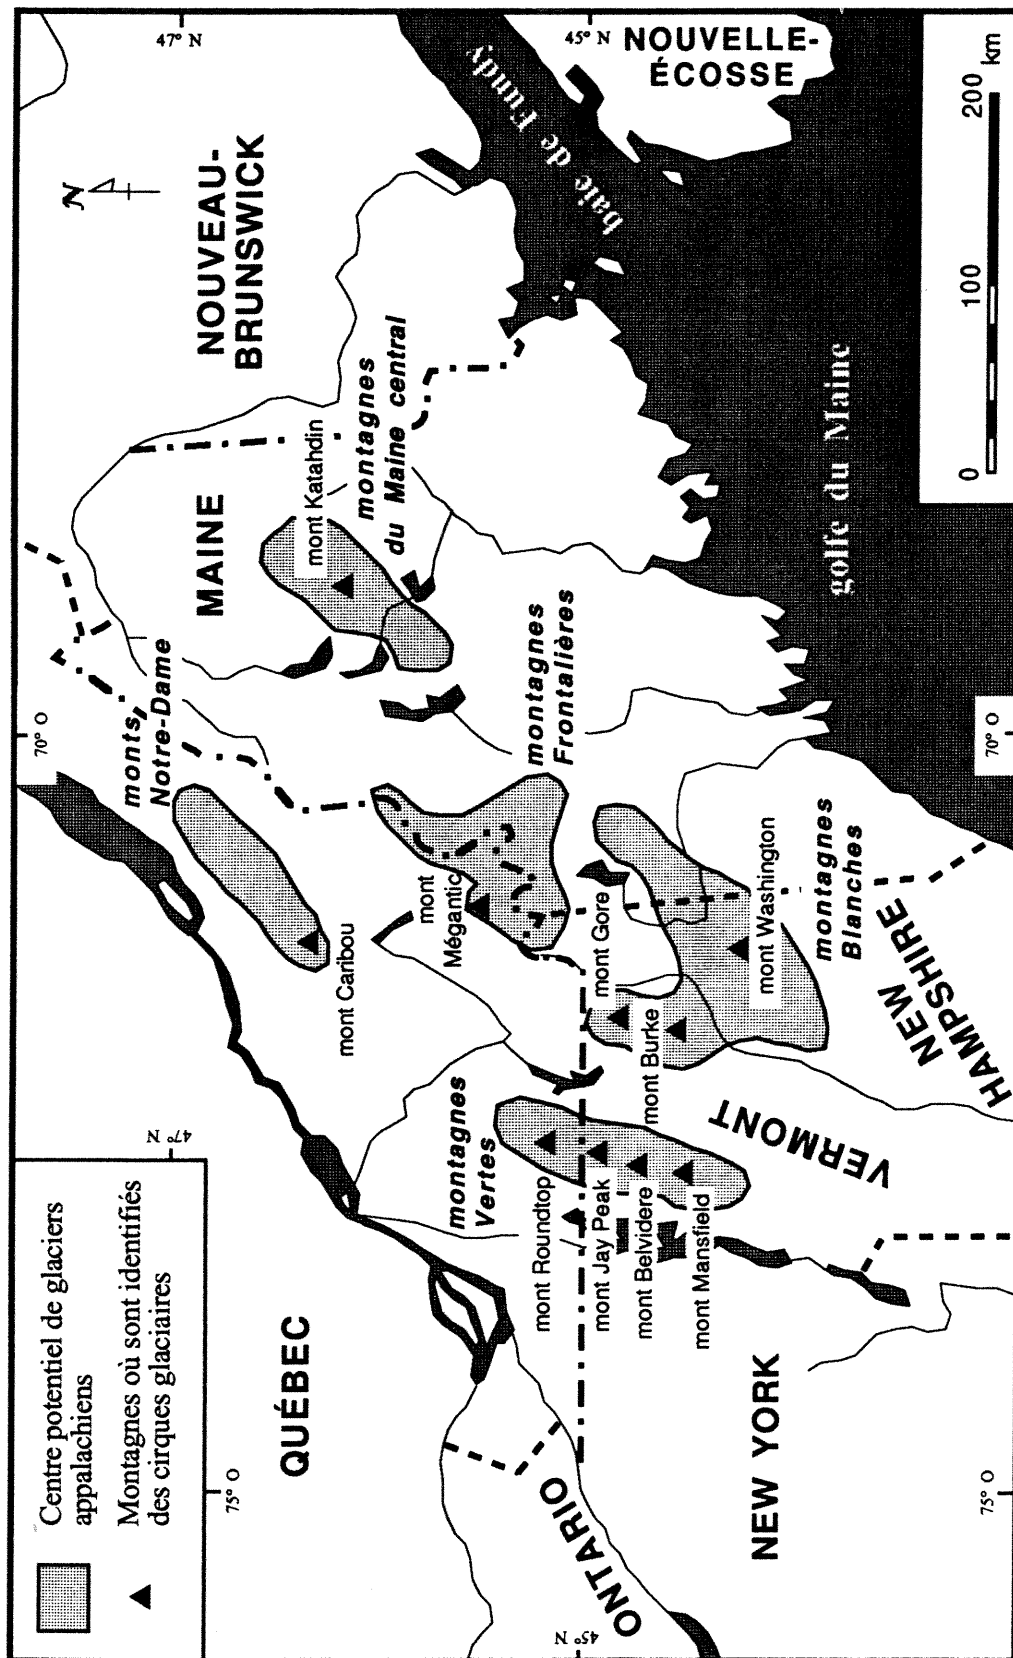 Centre potentiel de glaciers
appalachiens
Montagnes où sont identifiés
des cirques glaciaires
47° N
70° O
47° N
45° N
75° O
75° O
70° O
45° N
N
QUÉBEC
ONTARIO
NEW YORK
VERMONT
NEW
HAMPSHIRE
MAINE
NOUVEAU-
BRUNSWICK
NOUVELLE-
ÉCOSSE
baie de Fundy
golfe du Maine
monts
Notre-Dame
montagnes
du Maine central
montagnes
Frontalières
montagnes
Blanches
montagnes
Vertes
mont Katahdin
mont Caribou
mont
Mégantic
mont Gore
mont Burke
mont Washington
mont Roundtop
mont Jay Peak
mont Belvidere
mont Mansfield
0
100
200
km